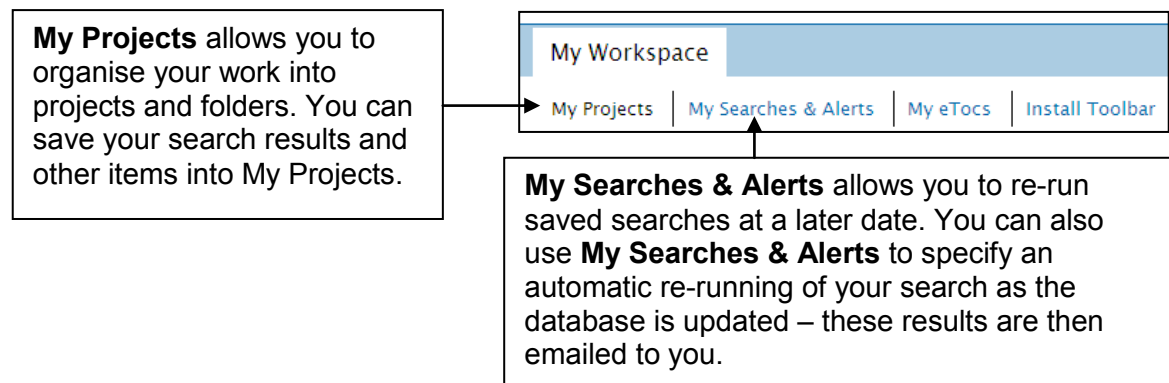 My Projects allows you to
organise your work into
projects and folders. You can
save your search results and
other items into My Projects.
My Workspace
My Projects My Searches & Alerts My eTocs Install Toolbar
My Searches & Alerts allows you to re-run
saved searches at a later date. You can also
use My Searches & Alerts to specify an
automatic re-running of your search as the
database is updated – these results are then
emailed to you.